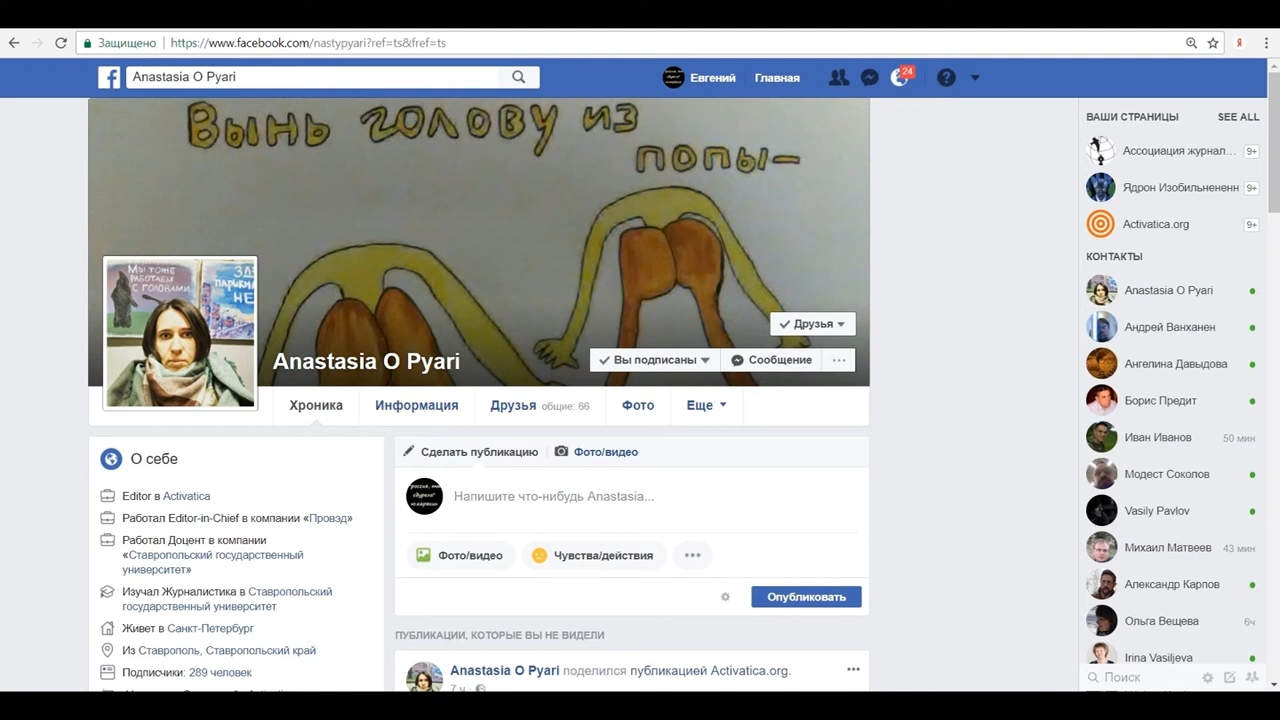 Защищено
https://www.facebook.com/nastypyari?ref=ts&fref=ts
Anastasia O Pyari
Евгений
Главная
24
Вынь голову из
попы–
Мы тоже
работаем
с головами.
Друзья
Anastasia O Pyari
Вы подписаны
Сообщение
Хроника
Информация
Друзья общие: 66
Фото
Еще
О себе
Editor в Activatica
Работал Editor-in-Chief в компании «Провэд»
Работал Доцент в компании
«Ставропольский государственный
университет»
Изучал Журналистика в Ставропольский
государственный университет
Живет в Санкт-Петербург
Из Ставрополь, Ставропольский край
Подписчики: 289 человек
Сделать публикацию
Фото/видео
Напишите что-нибудь Anastasia...
Фото/видео
Чувства/действия
Опубликовать
ПУБЛИКАЦИИ, КОТОРЫЕ ВЫ НЕ ВИДЕЛИ
Anastasia O Pyari поделился публикацией Activatica.org.
7 ч
ВАШИ СТРАНИЦЫ SEE ALL
Ассоциация журнал... 9+
Ядрон Изобильнененн 9+
Activatica.org 9+
КОНТАКТЫ
Anastasia O Pyari
Андрей Ванханен
Ангелина Давыдова
Борис Предит
Иван Иванов 50 мин
Модест Соколов
Vasily Pavlov
Михаил Матвеев 43 мин
Александр Карпов
Ольга Вещева 6ч
Irina Vasiljeva
Поиск